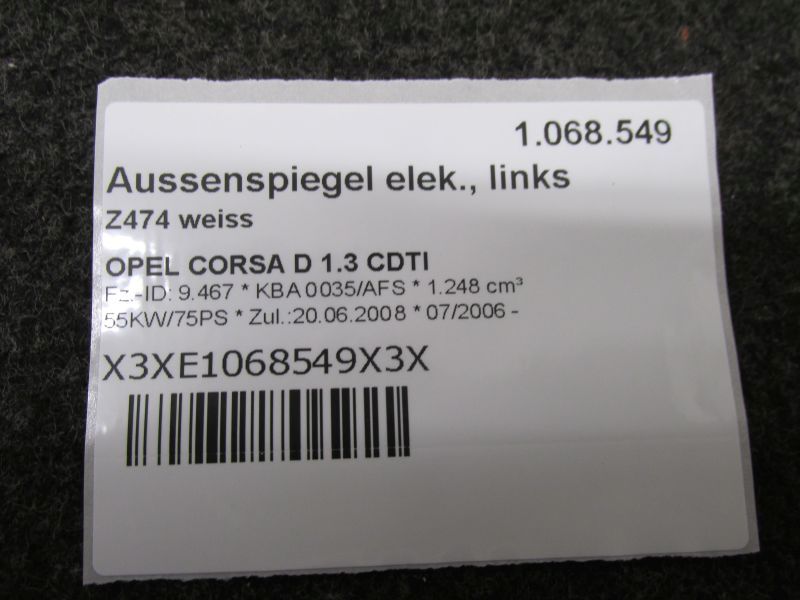 1.068.549
Aussenspiegel elek., links
Z474 weiss
OPEL CORSA D 1.3 CDTI
Fz.-ID: 9.467 * KBA 0035/AFS * 1.248 cm³
55KW/75PS * Zul.:20.06.2008 * 07/2006 -
X3XE1068549X3X